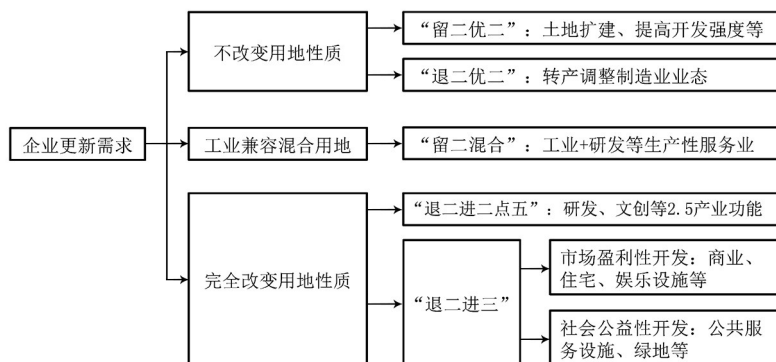 企业更新需求
不改变用地性质
“留二优二”：土地扩建、提高开发强度等
“退二优二”：转产调整制造业业态
工业兼容混合用地
“留二混合”：工业+研发等生产性服务业
完全改变用地性质
“退二进二点五”：研发、文创等2.5产业功能
“退二进三”
市场盈利性开发：商业、
住宅、娱乐设施等
社会公益性开发：公共服
务设施、绿地等